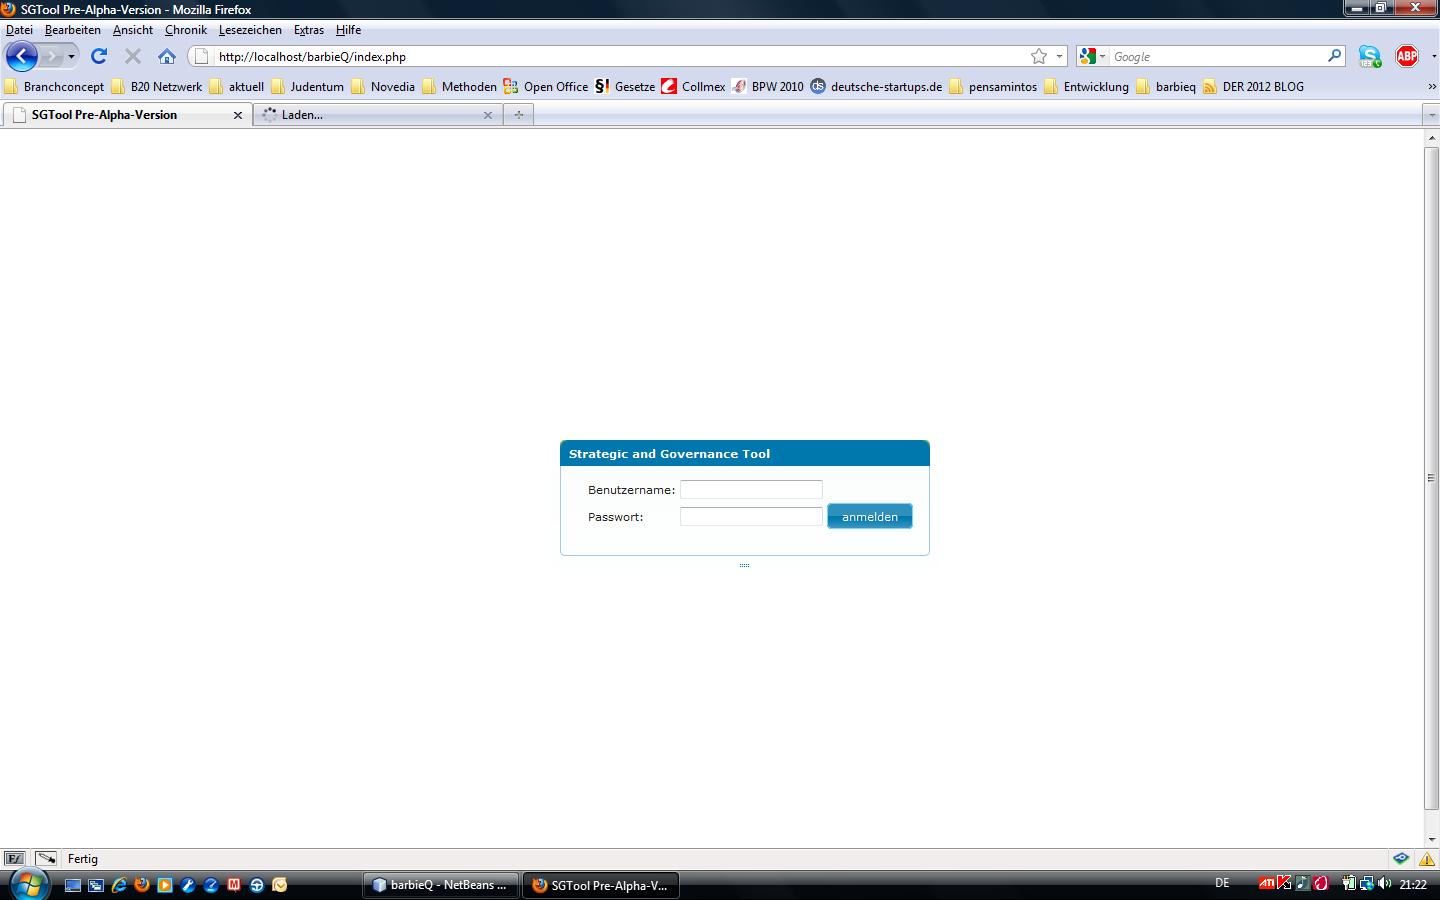 SGTool Pre-Alpha-Version - Mozilla Firefox
Datei Bearbeiten Ansicht Chronik Lesezeichen Extras Hilfe
http://localhost/barbieQ/index.php Google ABP
Branchconcept B20 Netzwerk aktuell Judentum Novedia Methoden Open Office Gesetze Collmex BPW 2010 deutsche-startups.de pensamintos Entwicklung barbieq DER 2012 BLOG »
SGTool Pre-Alpha-Version Laden...
Strategic and Governance Tool
Benutzername:
Passwort: anmelden
Fertig
barbieQ - NetBeans ... SGTool Pre-Alpha-V... DE ATI 21:22